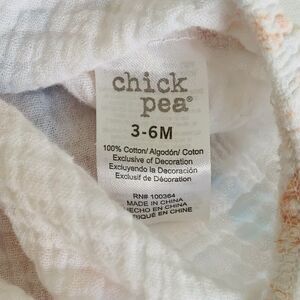 chick
pea®
3-6M
100% Cotton/ Algodón/ Coton
Exclusive of Decoration
Excluyendo la Decoración
Exclusif de Décoration
RN# 100364
MADE IN CHINA
HECHO EN CHINA
RIQUÉ EN CHINE